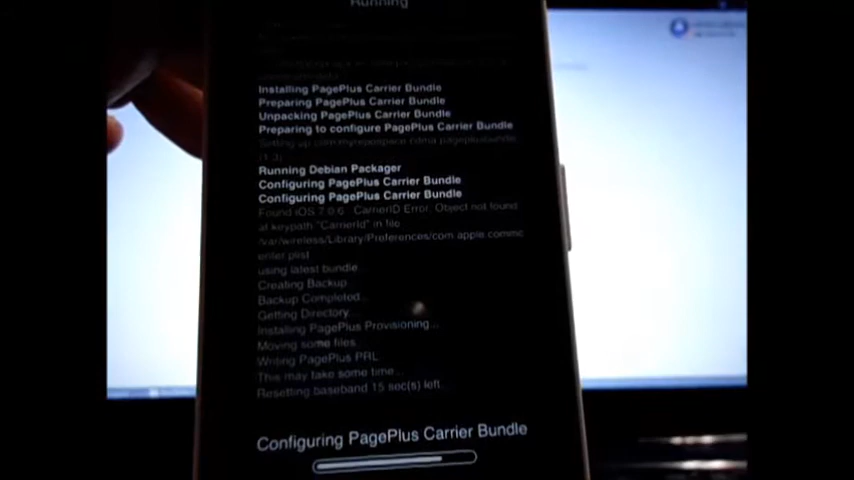 Running
Installing PagePlus Carrier Bundle
Preparing PagePlus Carrier Bundle
Unpacking PagePlus Carrier Bundle
Preparing to configure PagePlus Carrier Bundle
Setting up
(1.3)
Running Debian Packager
Configuring PagePlus Carrier Bundle
Configuring PagePlus Carrier Bundle
Found iOS 7.0.6 CarrierID Error: Object not found
at keypath "CarrierId" in file
/var/wireless/Library/Preferences/com.apple.commc
enter.plist
using latest bundle
Creating Backup
Backup Completed...
Getting Directory...
Installing PagePlus Provisioning...
Moving some files...
Writing PagePlus PRL
This may take some time...
Resetting baseband 15 sec(s) left...
Configuring PagePlus Carrier Bundle